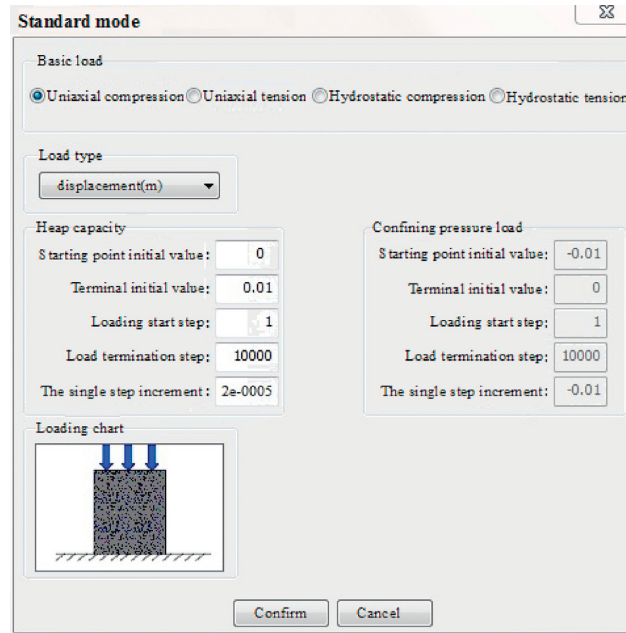 Standard mode
Basic load
Uniaxial compression Uniaxial tension Hydrostatic compression Hydrostatic tension
Load type
displacement(m)
Heap capacity
Starting point initial value: 0
Terminal initial value: 0.01
Loading start step: 1
Load termination step: 10000
The single step increment: 2e-0005
Confining pressure load
Starting point initial value: -0.01
Terminal initial value: 0
Loading start step: 1
Load termination step: 10000
The single step increment: -0.01
Loading chart
Confirm Cancel